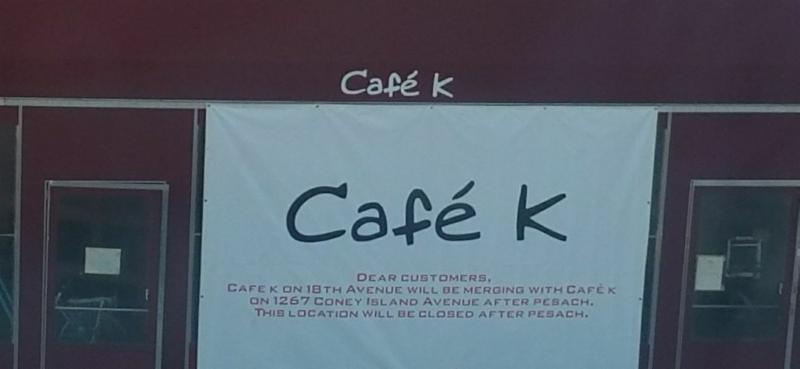 Café K
Café K
DEAR CUSTOMERS,
CAFE K ON 18TH AVENUE WILL BE MERGING WITH CAFÉ K
ON 1267 CONEY ISLAND AVENUE AFTER PESACH.
THIS LOCATION WILL BE CLOSED AFTER PESACH.